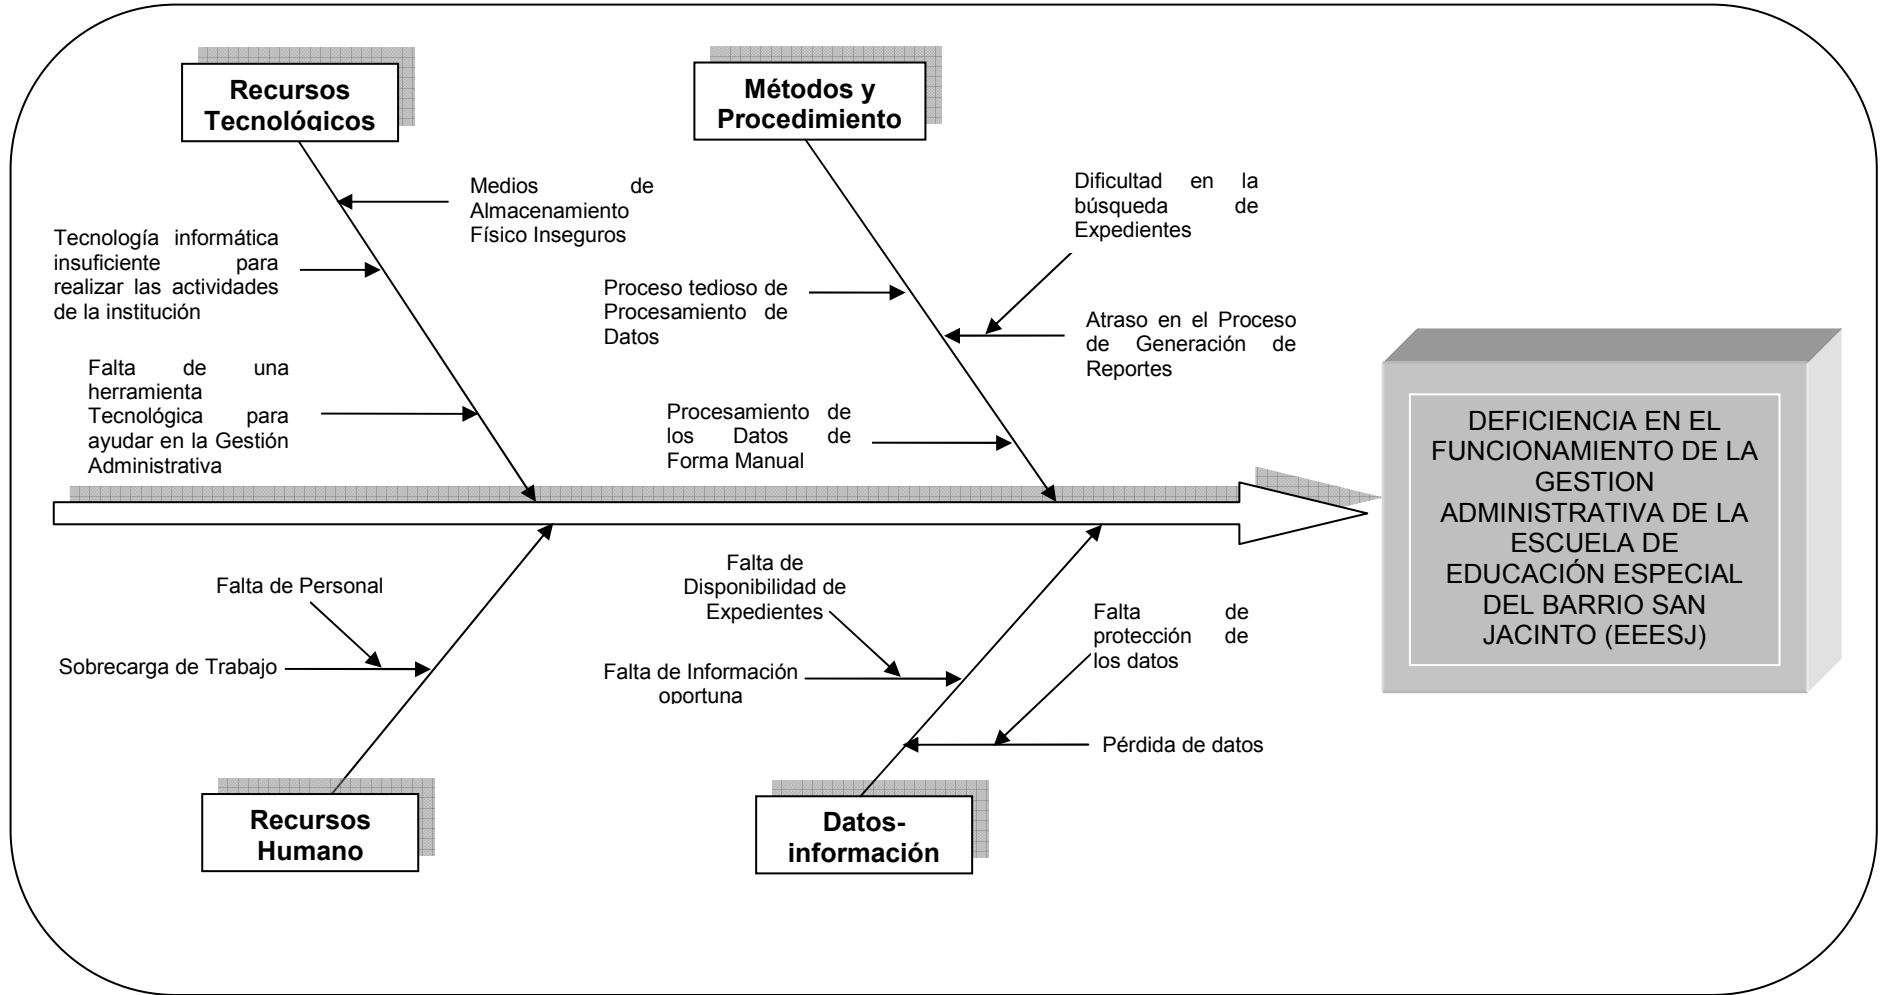 Recursos
Tecnológicos
Métodos y
Procedimiento
Medios de
Almacenamiento
Físico Inseguros
Dificultad en la
búsqueda de
Expedientes
Tecnología informática
insuficiente para
realizar las actividades
de la institución
Proceso tedioso de
Procesamiento de
Datos
Atraso en el Proceso
de Generación de
Reportes
Falta de una
herramienta
Tecnológica para
ayudar en la Gestión
Administrativa
Procesamiento de
los Datos de
Forma Manual
DEFICIENCIA EN EL
FUNCIONAMIENTO DE LA
GESTION
ADMINISTRATIVA DE LA
ESCUELA DE
EDUCACIÓN ESPECIAL
DEL BARRIO SAN
JACINTO (EEESJ)
Falta de Personal
Sobrecarga de Trabajo
Falta de
Disponibilidad de
Expedientes
Falta de Información
oportuna
Falta de
protección de
los datos
Pérdida de datos
Recursos
Humano
Datos-
información